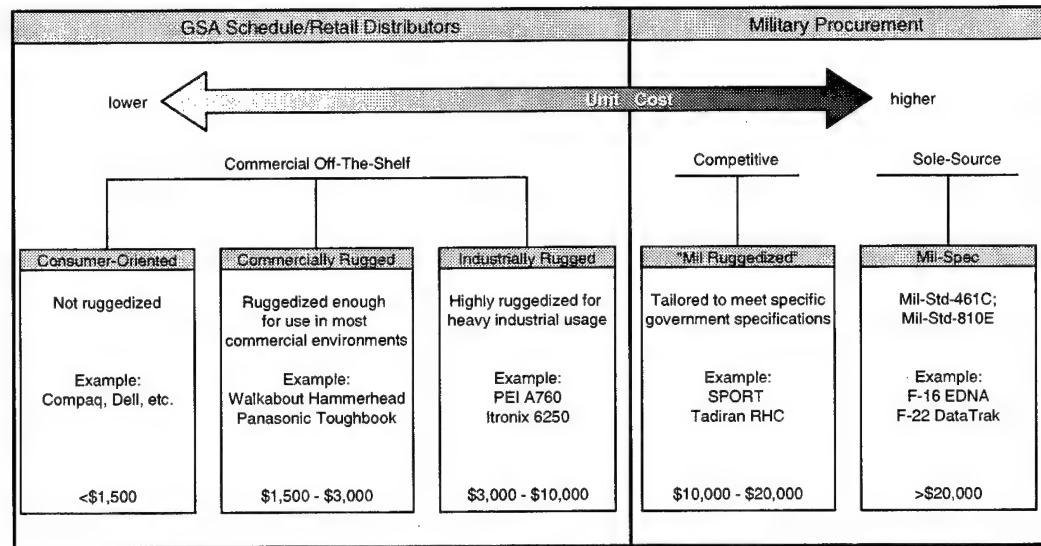 GSA Schedule/Retail Distributors
Military Procurement
lower
Unit Cost
higher
Commercial Off-The-Shelf
Competitive
Sole-Source
Consumer-Oriented
Not ruggedized
Example:
Compaq, Dell, etc.
<$1,500
Commercially Rugged
Ruggedized enough
for use in most
commercial environments
Example:
Walkabout Hammerhead
Panasonic Toughbook
$1,500 - $3,000
Industrially Rugged
Highly ruggedized for
heavy industrial usage
Example:
PEI A760
Itronix 6250
$3,000 - $10,000
"Mil Ruggedized"
Tailored to meet specific
government specifications
Example:
SPORT
Tadiran RHC
$10,000 - $20,000
Mil-Spec
Mil-Std-461C;
Mil-Std-810E
Example:
F-16 EDNA
F-22 DataTrak
>$20,000